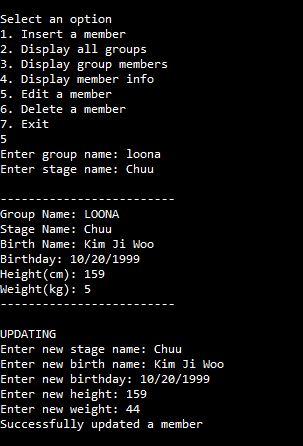 Select an option
1. Insert a member
2. Display all groups
3. Display group members
4. Display member info
5. Edit a member
6. Delete a member
7. Exit
5
Enter group name: loona
Enter stage name: Chuu
-------------------------
Group Name: LOONA
Stage Name: Chuu
Birth Name: Kim Ji Woo
Birthday: 10/20/1999
Height(cm): 159
Weight(kg): 5
-------------------------
UPDATING
Enter new stage name: Chuu
Enter new birth name: Kim Ji Woo
Enter new birthday: 10/20/1999
Enter new height: 159
Enter new weight: 44
Successfully updated a member